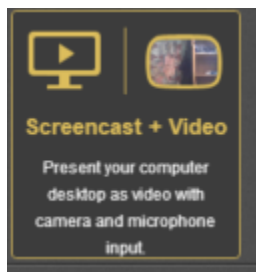 Screencast + Video
Present your computer
desktop as video with
camera and microphone
input.